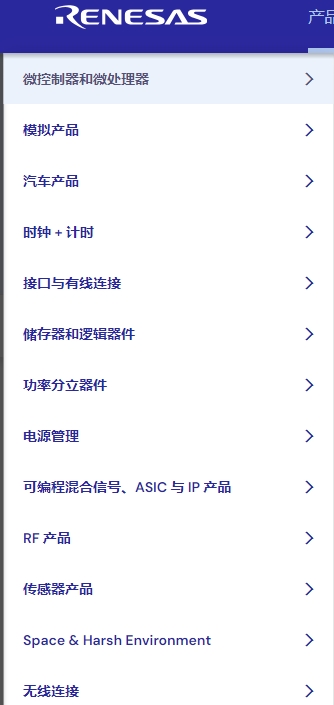 RENESAS
产品
微控制器和微处理器
模拟产品
汽车产品
时钟 + 计时
接口与有线连接
储存器和逻辑器件
功率分立器件
电源管理
可编程混合信号、ASIC 与 IP 产品
RF 产品
传感器产品
Space & Harsh Environment
无线连接